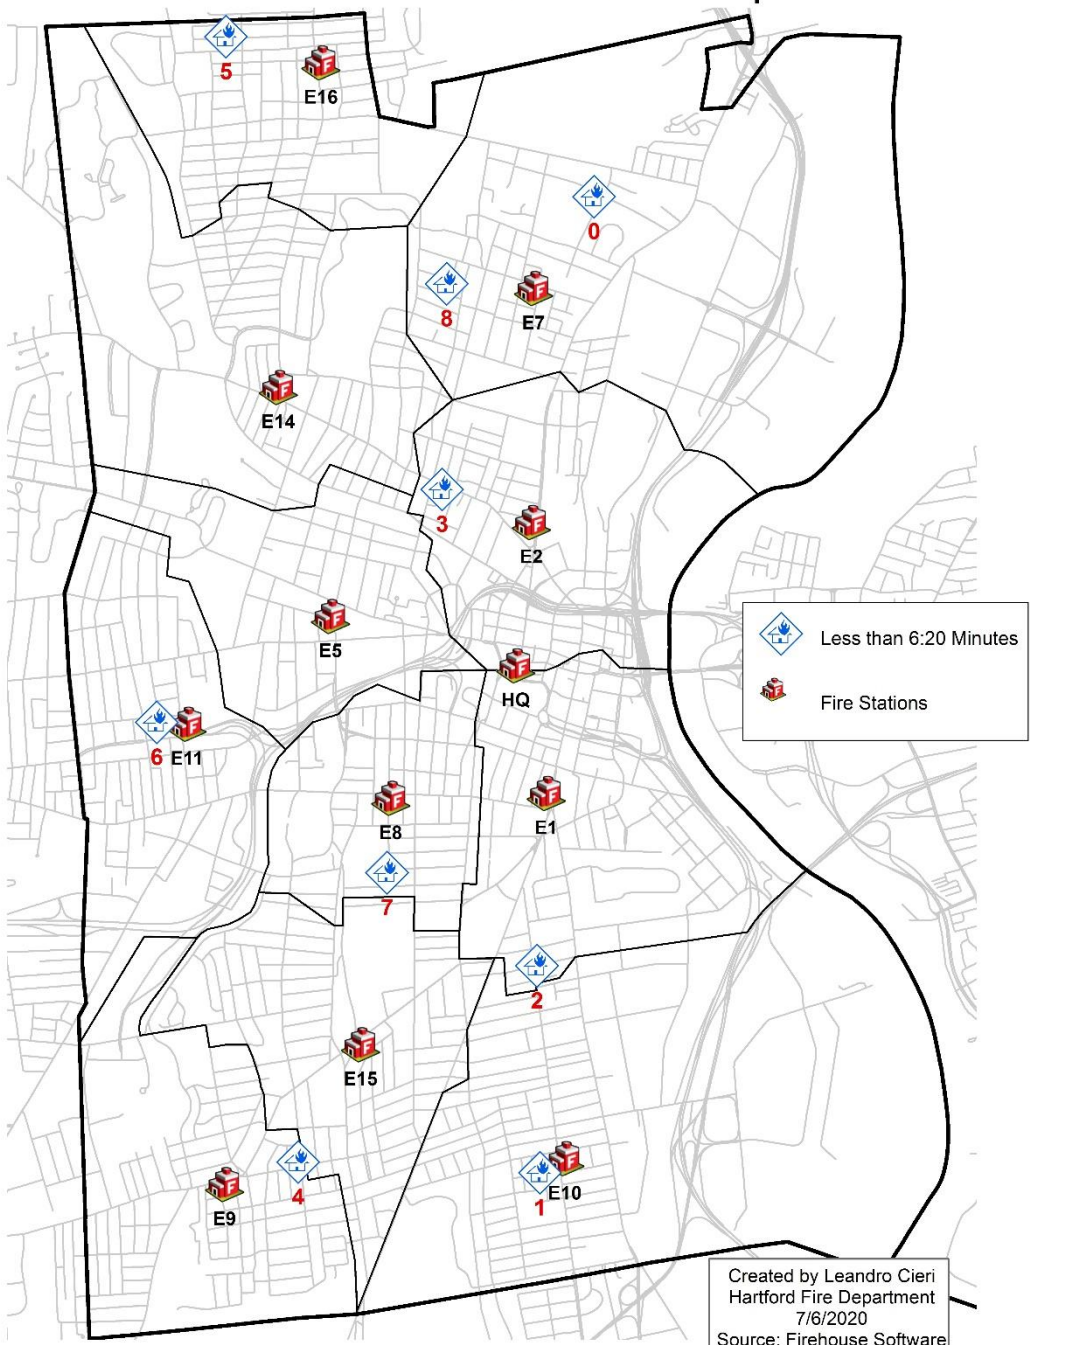 5
E16
0
8
E7
E14
3
E2
Less than 6:20 Minutes
E5
HQ
Fire Stations
6
E11
E8
E1
7
2
E15
4
E9
1
E10
Created by Leandro Cieri
Hartford Fire Department
7/6/2020
Source: Firehouse Software